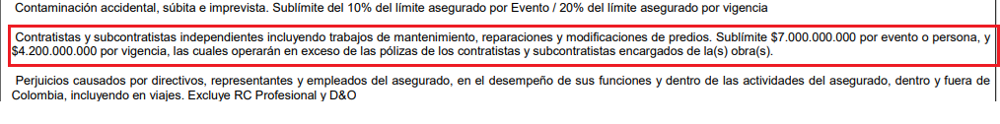 Contaminación accidental, súbita e imprevista. Sublímite del 10% del límite asegurado por Evento / 20% del límite asegurado por vigencia
Contratistas y subcontratistas independientes incluyendo trabajos de mantenimiento, reparaciones y modificaciones de predios. Sublímite $7.000.000.000 por evento o persona, y
$4.200.000.000 por vigencia, las cuales operarán en exceso de las pólizas de los contratistas y subcontratistas encargados de la(s) obra(s).
Perjuicios causados por directivos, representantes y empleados del asegurado, en el desempeño de sus funciones y dentro de las actividades del asegurado, dentro y fuera de
Colombia, incluyendo en viajes. Excluye RC Profesional y D&O